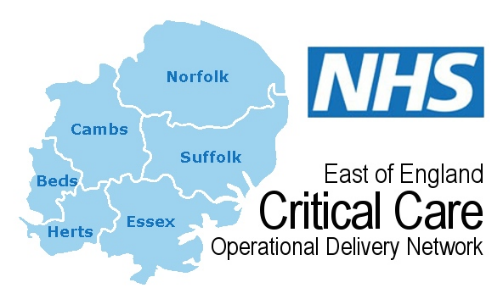 Norfolk
NHS
Cambs
Suffolk
Beds
Herts
Essex
East of England
Critical Care
Operational Delivery Network